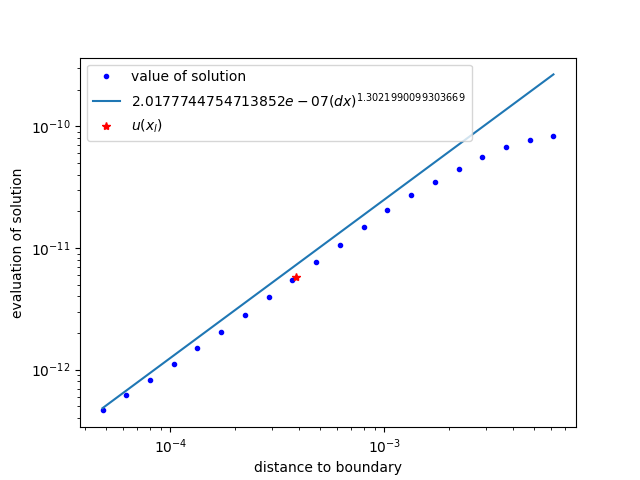 value of solution
2.0177744754713852e − 07(dx)^1.3021990099303669
u(x_l)
10^−10
10^−11
10^−12
10^−4
10^−3
evaluation of solution
distance to boundary